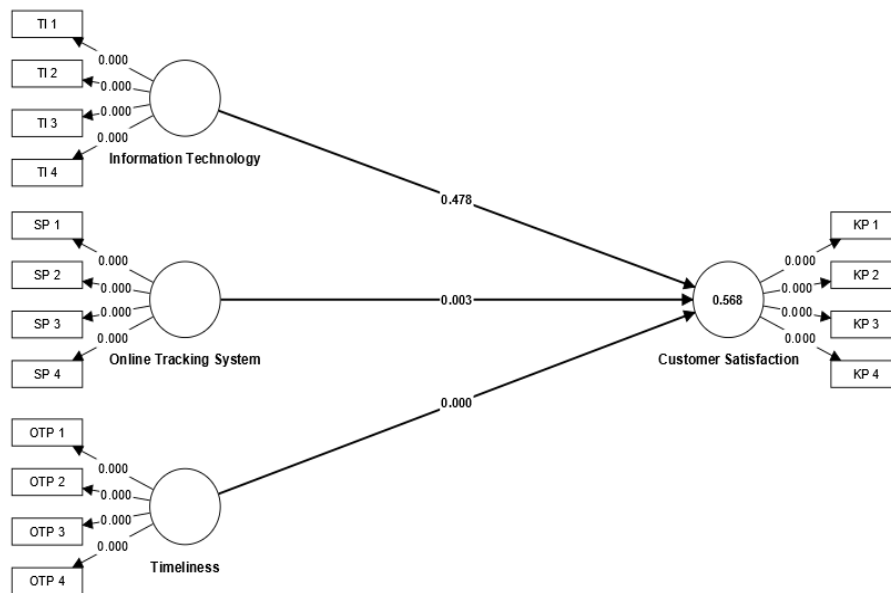 TI 1
0.000
TI 2
0.000
0.000
TI 3
0.000
TI 4
Information Technology
0.478
SP 1
0.000
SP 2
0.000
0.000
SP 3
0.000
SP 4
Online Tracking System
0.003
OTP 1
0.000
OTP 2
0.000
0.000
OTP 3
0.000
OTP 4
Timeliness
0.000
0.568
Customer Satisfaction
KP 1
0.000
KP 2
0.000
0.000
KP 3
0.000
KP 4